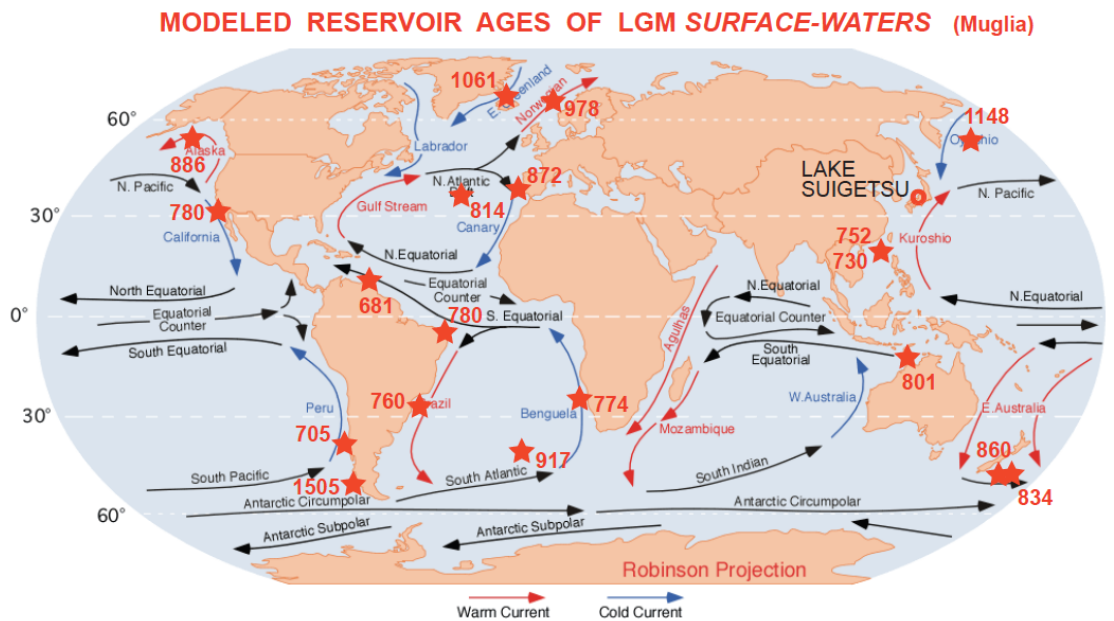 MODELED RESERVOIR AGES OF LGM SURFACE-WATERS (Muglia)
1061
E. Greenland
Norwegian
978
60°
1148
Oyashio
Alaska
886
Labrador
N. Pacific
N. Atlantic
Drift
872
LAKE
SUIGETSU
N. Pacific
780
814
Gulf Stream
30°
California
Canary
752
730
Kuroshio
N.Equatorial
North Equatorial
681
Equatorial
Counter
N.Equatorial
N.Equatorial
Equatorial
Counter
0°
780
S. Equatorial
Agulhas
Equatorial Counter
South Equatorial
South
Equatorial
801
Peru
760
Brazil
Benguela
774
W.Australia
E.Australia
30°
705
Mozambique
917
860
South Pacific
1505
South Atlantic
South Indian
834
Antarctic Circumpolar
Antarctic Circumpolar
60°
Antarctic Subpolar
Antarctic Subpolar
Robinson Projection
Warm Current
Cold Current